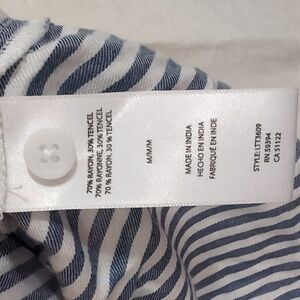 70% RAYON, 30% TENCEL
70% RAYONNE, 30% TENCEL
70 % RAYON, 30 % TENCEL
M/M/M
MADE IN INDIA
HECHO EN INDIA
FABRIQUÉ EN INDE
STYLE LTT3609
RN 59394
CA 51122